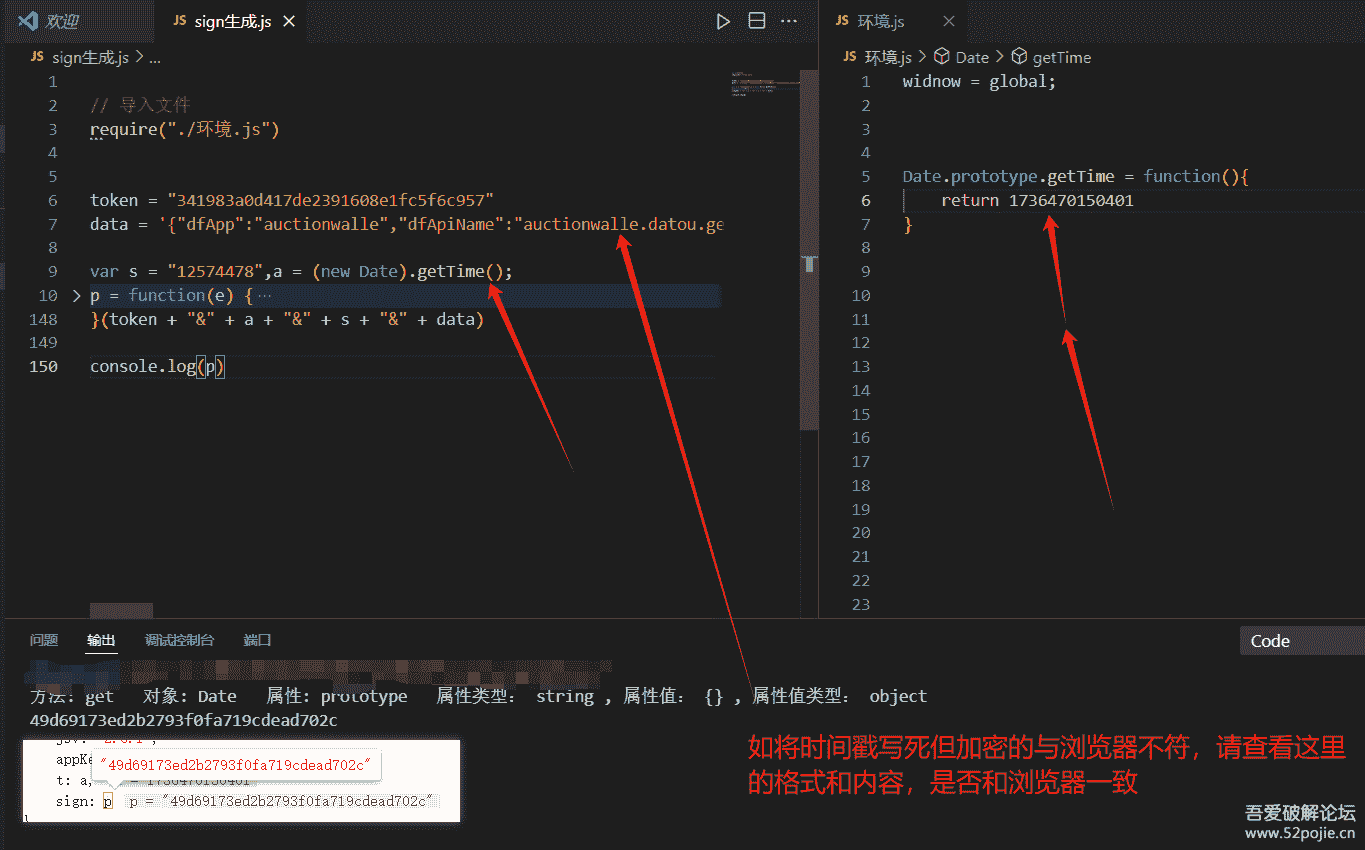 欢迎
JS sign生成.js
JS sign生成.js > ...
1
2 // 导入文件
3 require("./环境.js")
4
5
6 token = "341983a0d417de2391608e1fc5f6c957"
7 data = '{"dfApp":"auctionwalle","dfApiName":"auctionwalle.datou.ge
8
9 var s = "12574478",a = (new Date).getTime();
10 > p = function(e) {…
148 }(token + "&" + a + "&" + s + "&" + data)
149
150 console.log(p)
JS 环境.js
JS 环境.js > Date > getTime
1 widnow = global;
2
3
4
5 Date.prototype.getTime = function(){
6 return 1736470150401
7 }
8
9
10
11
12
13
14
15
16
17
18
19
20
21
22
23
问题 输出 调试控制台 端口
Code
方法: get 对象: Date 属性: prototype 属性类型: string , 属性值: {} , 属性值类型: object
49d69173ed2b2793f0fa719cdead702c
appKe
"49d69173ed2b2793f0fa719cdead702c"
t: a, = 1736470150401
sign: p p = "49d69173ed2b2793f0fa719cdead702c"
如将时间戳写死但加密的与浏览器不符，请查看这里
的格式和内容，是否和浏览器一致
吾爱破解论坛
www.52pojie.cn